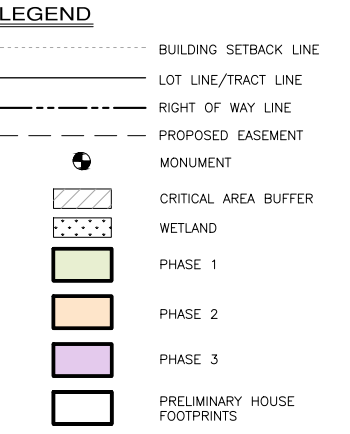 LEGEND
BUILDING SETBACK LINE
LOT LINE/TRACT LINE
RIGHT OF WAY LINE
PROPOSED EASEMENT
MONUMENT
CRITICAL AREA BUFFER
WETLAND
PHASE 1
PHASE 2
PHASE 3
PRELIMINARY HOUSE
FOOTPRINTS